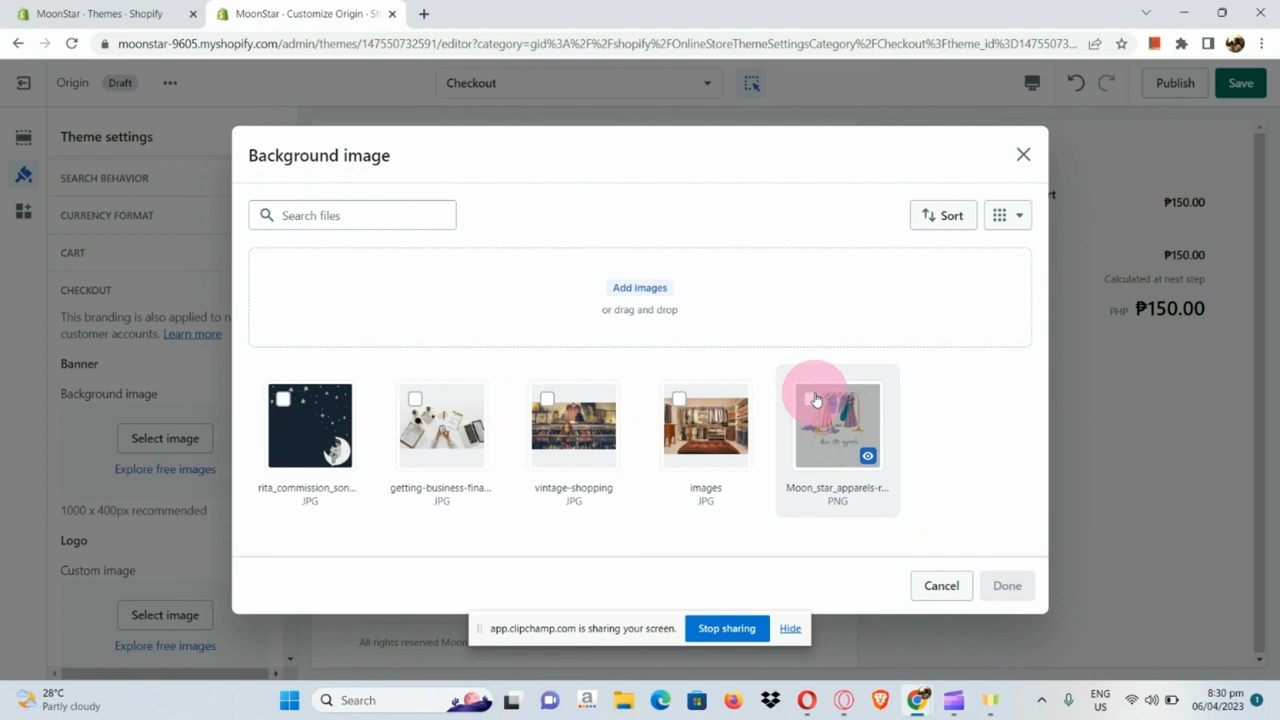 MoonStar · Themes · Shopify
MoonStar · Customize Origin · Sh
moonstar-9605.myshopify.com/admin/themes/147550732591/editor?category=gid%3A%2F%2Fshopify%2FOnlineStoreThemeSettingsCategory%2FCheckout%3Ftheme_id%3D14755073...
Origin
Draft
Checkout
Publish
Save
Theme settings
SEARCH BEHAVIOR
CURRENCY FORMAT
CART
CHECKOUT
This branding is also applied to n
customer accounts. Learn more
Banner
Background image
Select image
Explore free images
1000 x 400px recommended
Logo
Custom image
Select image
Explore free images
Background image
Search files
Sort
Add images
or drag and drop
rita_commission_son...
JPG
getting-business-fina...
JPG
vintage-shopping
JPG
images
JPG
Moon_star_apparels-r...
PNG
Cancel
Done
rt
₱150.00
₱150.00
Calculated at next step
PHP ₱150.00
app.clipchamp.com is sharing your screen.
Stop sharing
Hide
All rights reserved Moon
28°C
Partly cloudy
Search
ENG
US
8:30 pm
06/04/2023
1